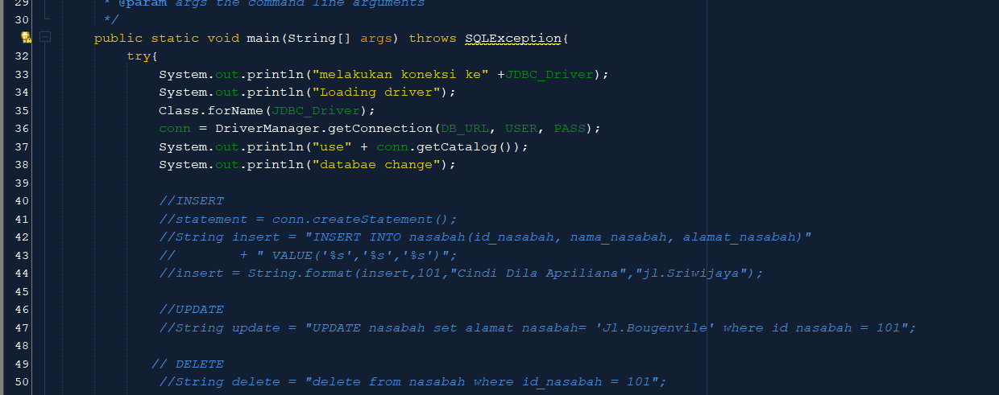 29 * @param args the command line arguments
30 */
public static void main(String[] args) throws SQLException{
32 try{
33 System.out.println("melakukan koneksi ke" +JDBC_Driver);
34 System.out.println("Loading driver");
35 Class.forName(JDBC_Driver);
36 conn = DriverManager.getConnection(DB_URL, USER, PASS);
37 System.out.println("use" + conn.getCatalog());
38 System.out.println("databae change");
39
40 //INSERT
41 //statement = conn.createStatement();
42 //String insert = "INSERT INTO nasabah(id_nasabah, nama_nasabah, alamat_nasabah)"
43 // + " VALUE('%s','%s','%s')";
44 //insert = String.format(insert,101,"Cindi Dila Apriliana","jl.Sriwijaya");
45
46 //UPDATE
47 //String update = "UPDATE nasabah set alamat nasabah= 'Jl.Bougenvile' where id nasabah = 101";
48
49 // DELETE
50 //String delete = "delete from nasabah where id_nasabah = 101";